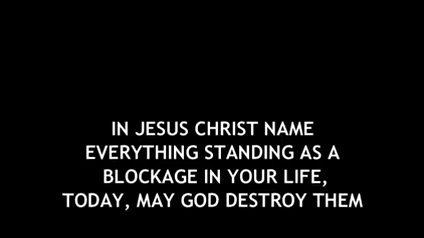 IN JESUS CHRIST NAME
EVERYTHING STANDING AS A
BLOCKAGE IN YOUR LIFE,
TODAY, MAY GOD DESTROY THEM